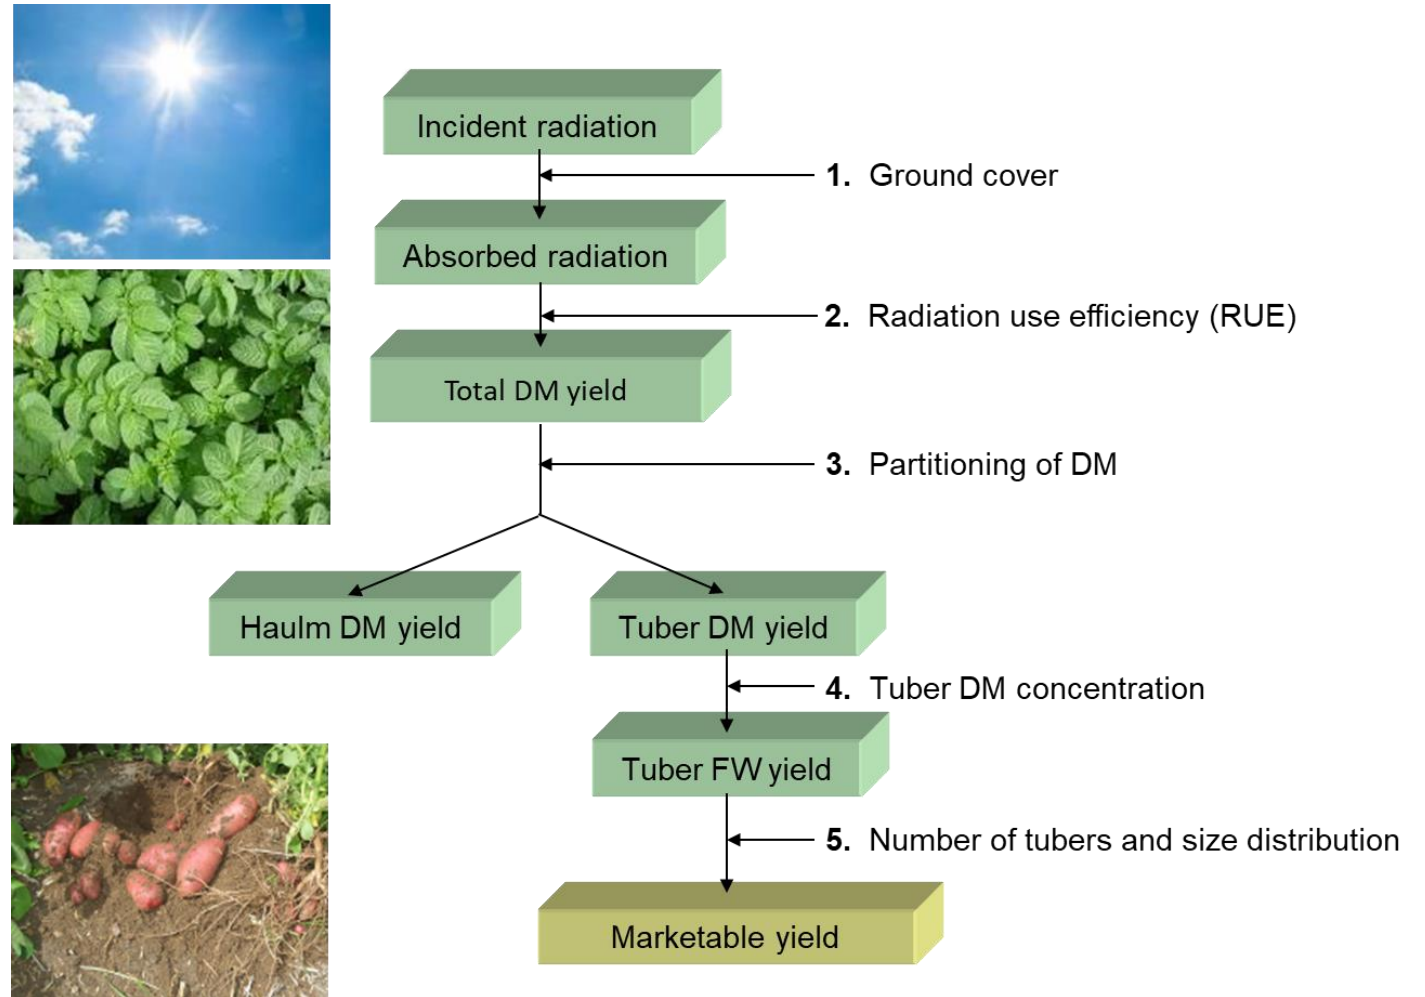 Incident radiation
1. Ground cover
Absorbed radiation
2. Radiation use efficiency (RUE)
Total DM yield
3. Partitioning of DM
Haulm DM yield
Tuber DM yield
4. Tuber DM concentration
Tuber FW yield
5. Number of tubers and size distribution
Marketable yield